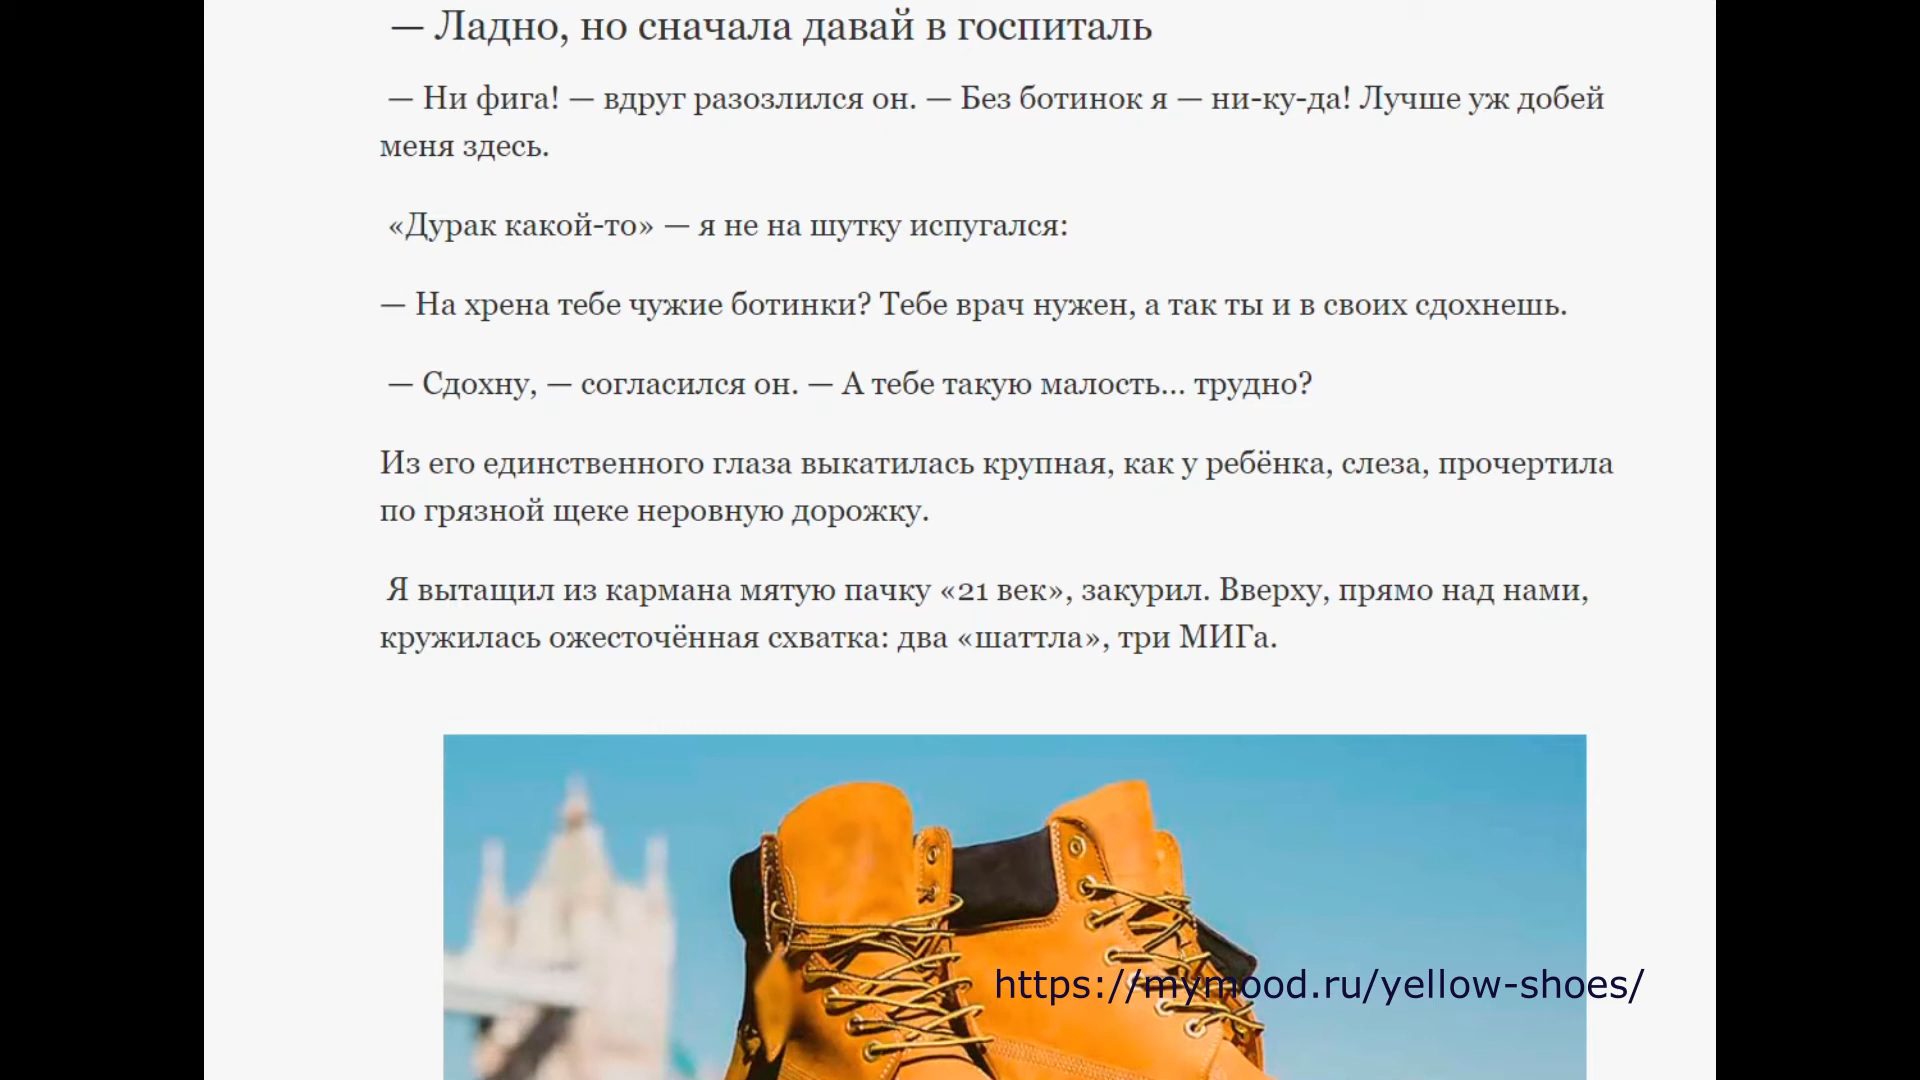 — Ладно, но сначала давай в госпиталь
— Ни фига! — вдруг разозлился он. — Без ботинок я — ни-ку-да! Лучше уж добей
меня здесь.
«Дурак какой-то» — я не на шутку испугался:
— На хрена тебе чужие ботинки? Тебе врач нужен, а так ты и в своих сдохнешь.
— Сдохну, — согласился он. — А тебе такую малость... трудно?
Из его единственного глаза выкатилась крупная, как у ребёнка, слеза, прочертила
по грязной щеке неровную дорожку.
Я вытащил из кармана мятую пачку «21 век», закурил. Вверху, прямо над нами,
кружилась ожесточённая схватка: два «шаттла», три МИГа.
https://mymood.ru/yellow-shoes/